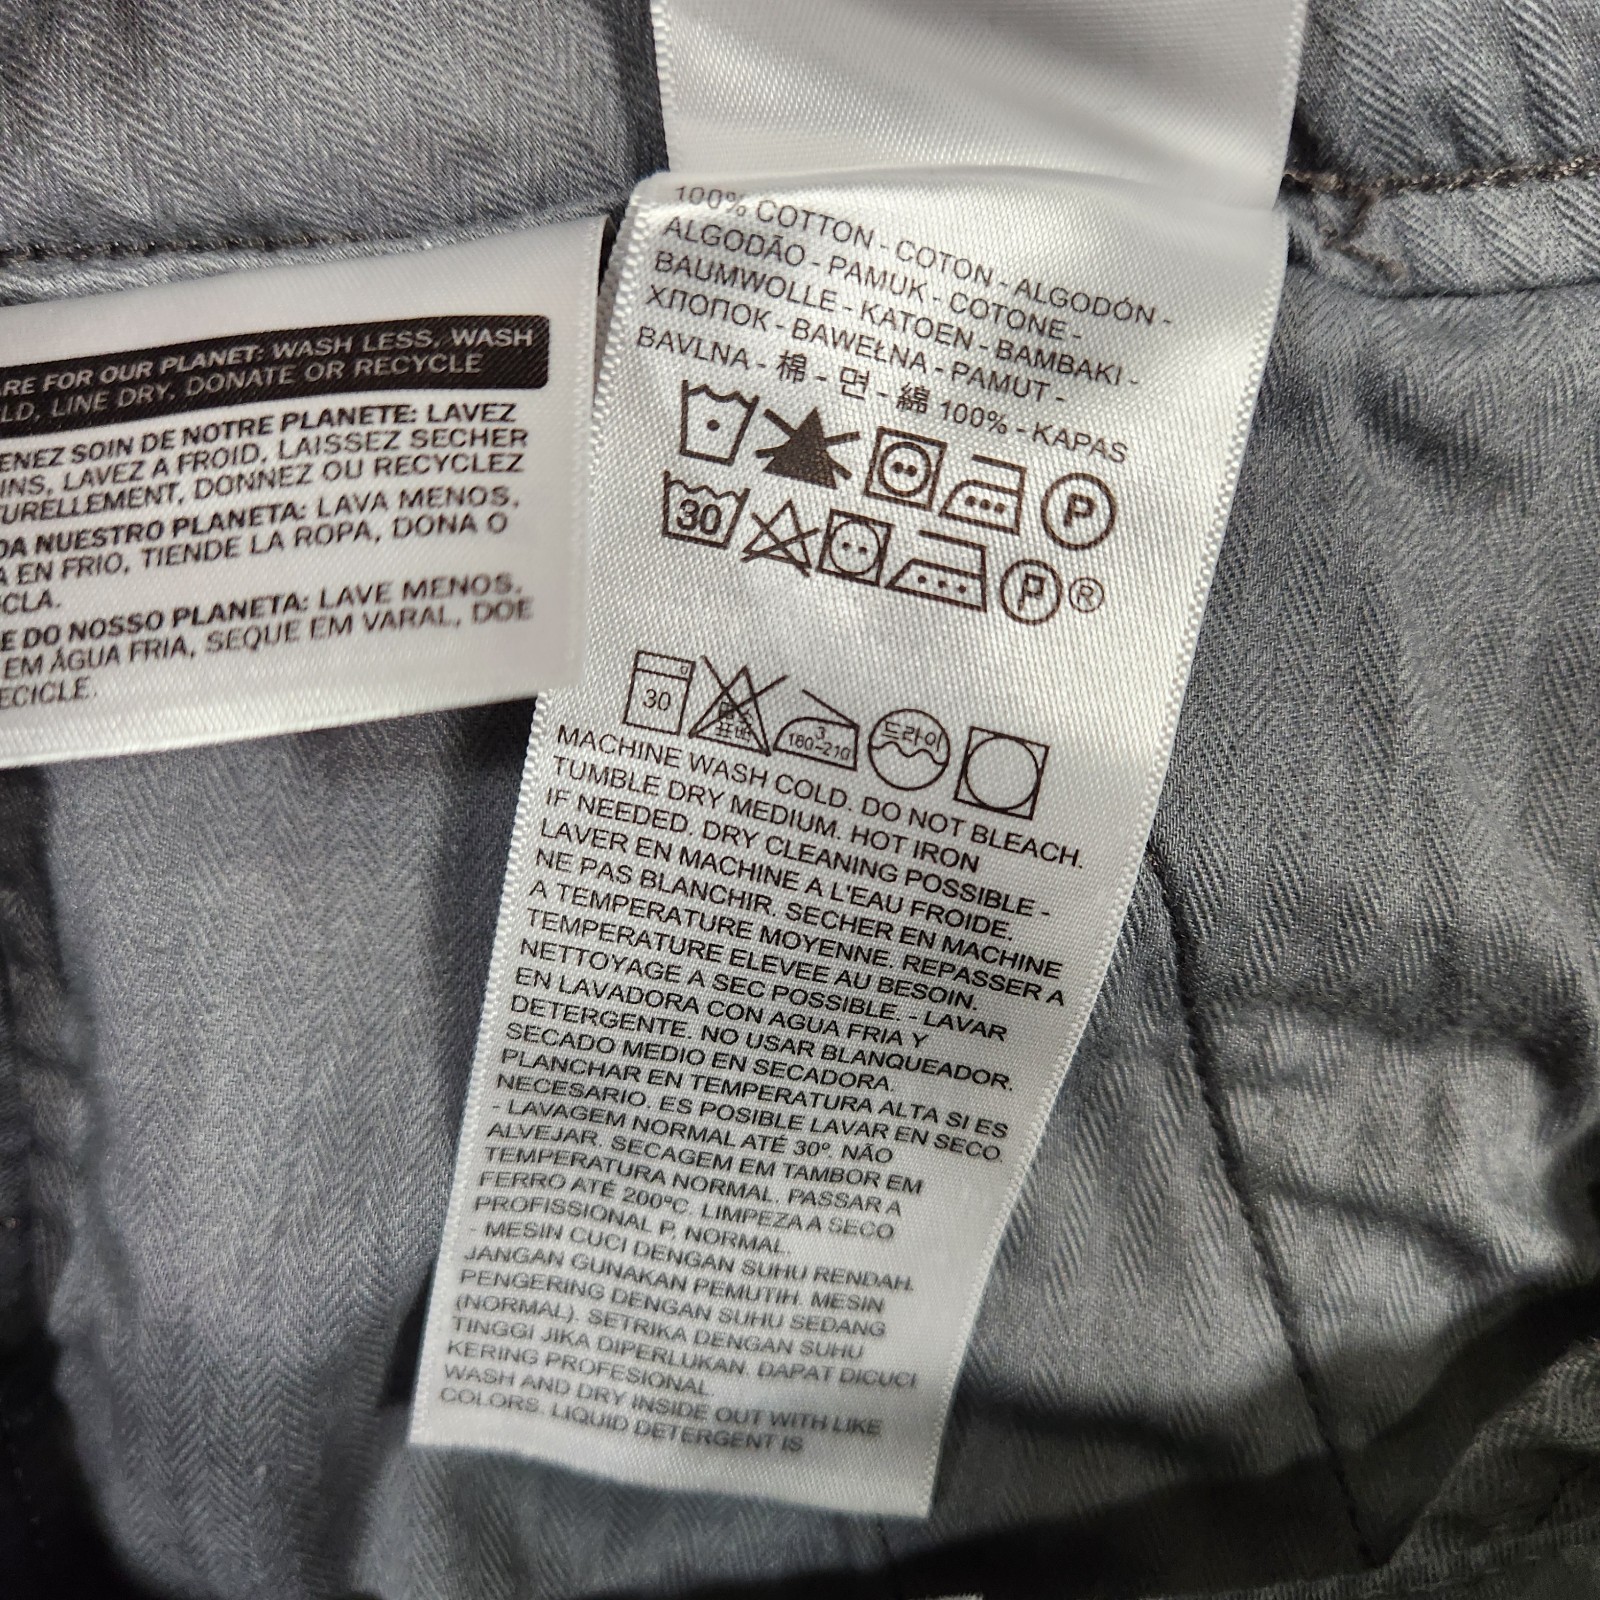 ARE FOR OUR PLANET: WASH LESS, WASH
LD, LINE DRY, DONATE OR RECYCLE
ENEZ SOIN DE NOTRE PLANETE: LAVEZ
INS, LAVEZ A FROID, LAISSEZ SECHER
TURELLEMENT, DONNEZ OU RECYCLEZ
DA NUESTRO PLANETA: LAVA MENOS,
A EN FRIO, TIENDE LA ROPA, DONA O
CLA.
E DO NOSSO PLANETA: LAVE MENOS,
EM ÁGUA FRIA, SEQUE EM VARAL, DOE
ECICLE.
100% COTTON - COTON - ALGODÓN -
ALGODÃO - PAMUK - COTONE -
BAUMWOLLE - KATOEN - BAMBAKI -
ХЛОПОК - BAWEŁNA - PAMUT -
BAVLNA - 棉 - 면 - 綿 100% - KAPAS
P
30 P ®
30 3 180~210 드라이
MACHINE WASH COLD. DO NOT BLEACH.
TUMBLE DRY MEDIUM. HOT IRON
IF NEEDED. DRY CLEANING POSSIBLE -
LAVER EN MACHINE A L'EAU FROIDE.
NE PAS BLANCHIR. SECHER EN MACHINE
A TEMPERATURE MOYENNE. REPASSER A
TEMPERATURE ELEVEE AU BESOIN.
NETTOYAGE A SEC POSSIBLE. - LAVAR
EN LAVADORA CON AGUA FRIA Y
DETERGENTE. NO USAR BLANQUEADOR.
SECADO MEDIO EN SECADORA.
PLANCHAR EN TEMPERATURA ALTA SI ES
NECESARIO. ES POSIBLE LAVAR EN SECO.
- LAVAGEM NORMAL ATÉ 30º. NÃO
ALVEJAR. SECAGEM EM TAMBOR EM
TEMPERATURA NORMAL. PASSAR A
FERRO ATÉ 200ºC. LIMPEZA A SECO
PROFISSIONAL P, NORMAL.
- MESIN CUCI DENGAN SUHU RENDAH.
JANGAN GUNAKAN PEMUTIH. MESIN
PENGERING DENGAN SUHU SEDANG
(NORMAL). SETRIKA DENGAN SUHU
TINGGI JIKA DIPERLUKAN. DAPAT DICUCI
KERING PROFESIONAL.
WASH AND DRY INSIDE OUT WITH LIKE
COLORS. LIQUID DETERGENT IS